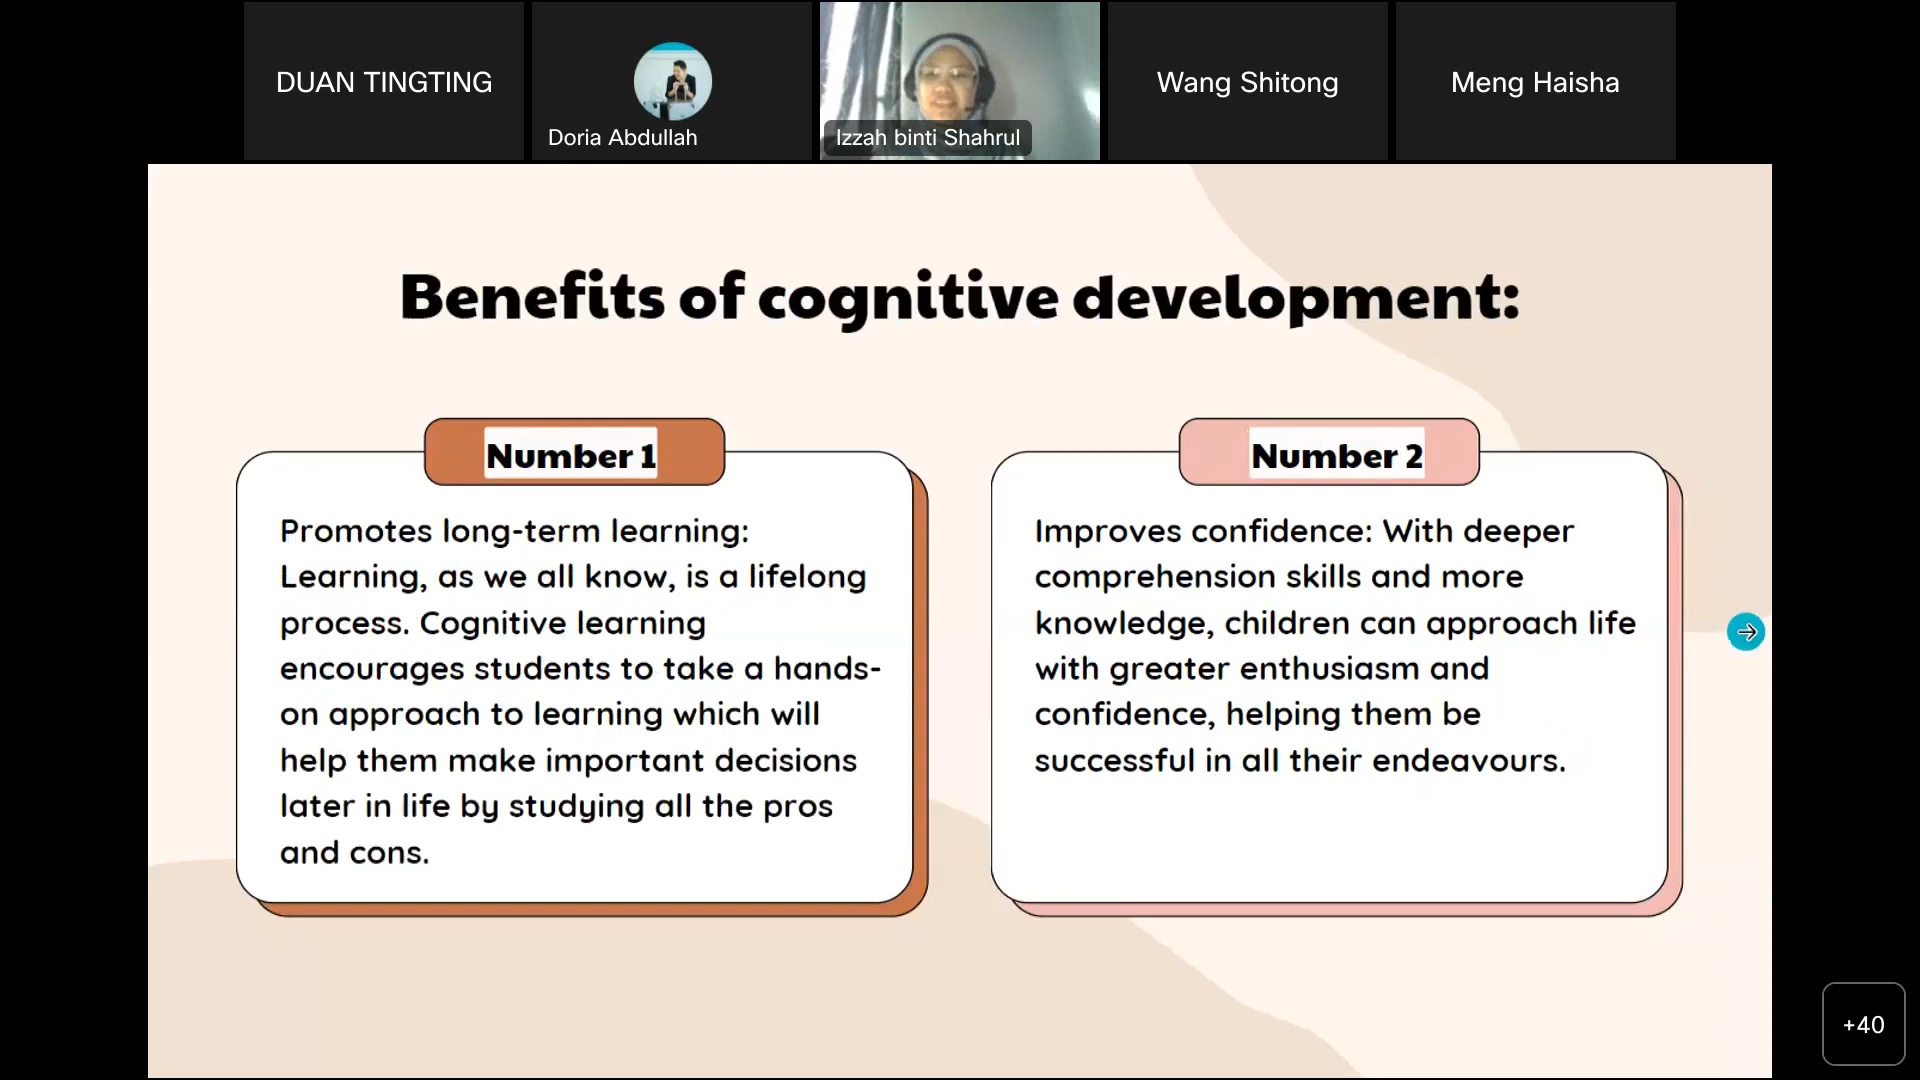 DUAN TINGTING
Doria Abdullah
Izzah binti Shahrul
Wang Shitong
Meng Haisha
Benefits of cognitive development:
Number 1
Promotes long-term learning:
Learning, as we all know, is a lifelong
process. Cognitive learning
encourages students to take a hands-
on approach to learning which will
help them make important decisions
later in life by studying all the pros
and cons.
Number 2
Improves confidence: With deeper
comprehension skills and more
knowledge, children can approach life
with greater enthusiasm and
confidence, helping them be
successful in all their endeavours.
+40